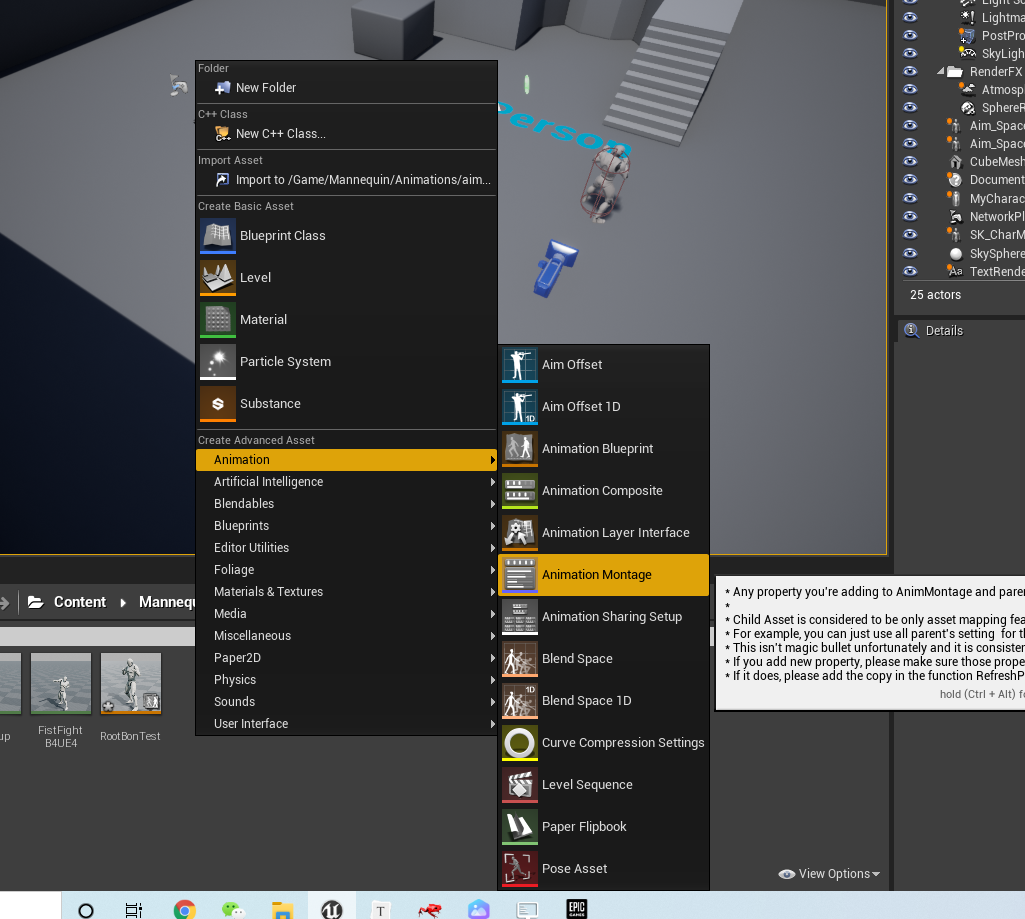 Person
Folder
New Folder
C++ Class
New C++ Class...
Import Asset
Import to /Game/Mannequin/Animations/aim...
Create Basic Asset
Blueprint Class
Level
Material
Particle System
Substance
Create Advanced Asset
Animation
Artificial Intelligence
Blendables
Blueprints
Editor Utilities
Foliage
Materials & Textures
Media
Miscellaneous
Paper2D
Physics
Sounds
User Interface
Aim Offset
Aim Offset 1D
1D
Animation Blueprint
Animation Composite
Animation Layer Interface
Animation Montage
Animation Sharing Setup
Blend Space
Blend Space 1D
1D
Curve Compression Settings
Level Sequence
Paper Flipbook
Pose Asset
* Any property you're adding to AnimMontage and pare
*
* Child Asset is considered to be only asset mapping fea
* For example, you can just use all parent's setting for th
* This isn't magic bullet unfortunately and it is consiste
* If you add new property, please make sure those prope
* If it does, please add the copy in the function RefreshP
hold (Ctrl + Alt) fo
Light So
Lightma
PostPro
SkyLigh
RenderFX
Atmosp
SphereR
Aim_Space
Aim_Space
CubeMesh
Document
MyCharac
NetworkPl
SK_CharM
SkySphere
TextRende
25 actors
Details
Content
Mannequ
up
FistFight
B4UE4
RootBonTest
View Options
EPIC
GAMES